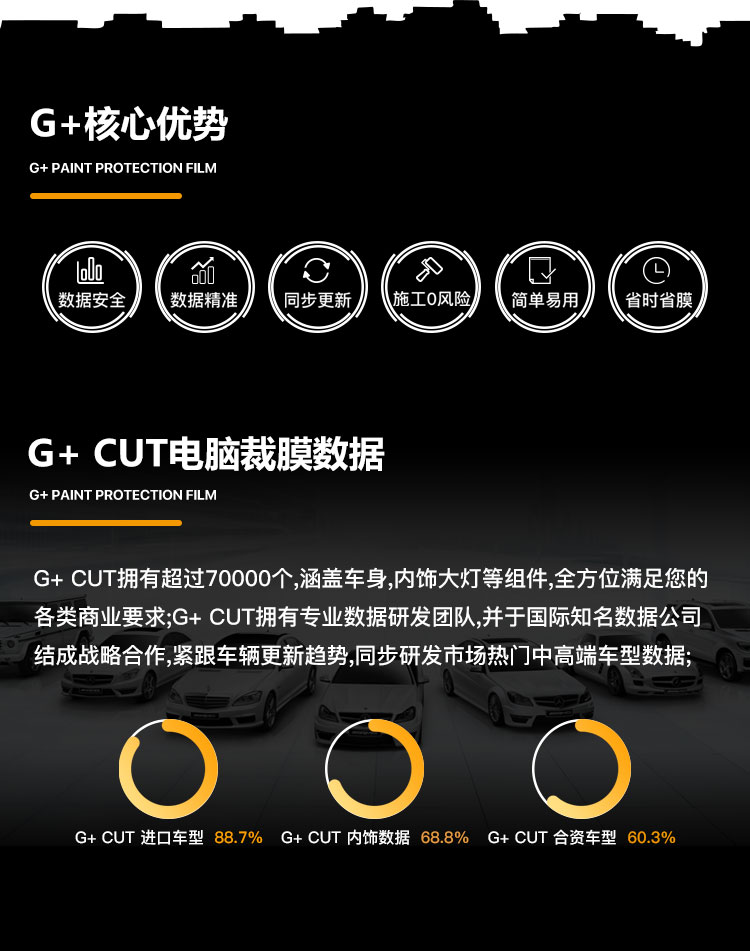 G+核心优势
G+ PAINT PROTECTION FILM
数据安全 数据精准 同步更新 施工0风险 简单易用 省时省膜
G+ CUT电脑裁膜数据
G+ PAINT PROTECTION FILM
G+ CUT拥有超过70000个,涵盖车身,内饰大灯等组件,全方位满足您的
各类商业要求;G+ CUT拥有专业数据研发团队,并于国际知名数据公司
结成战略合作,紧跟车辆更新趋势,同步研发市场热门中高端车型数据;
G+ CUT 进口车型 88.7% G+ CUT 内饰数据 68.8% G+ CUT 合资车型 60.3%